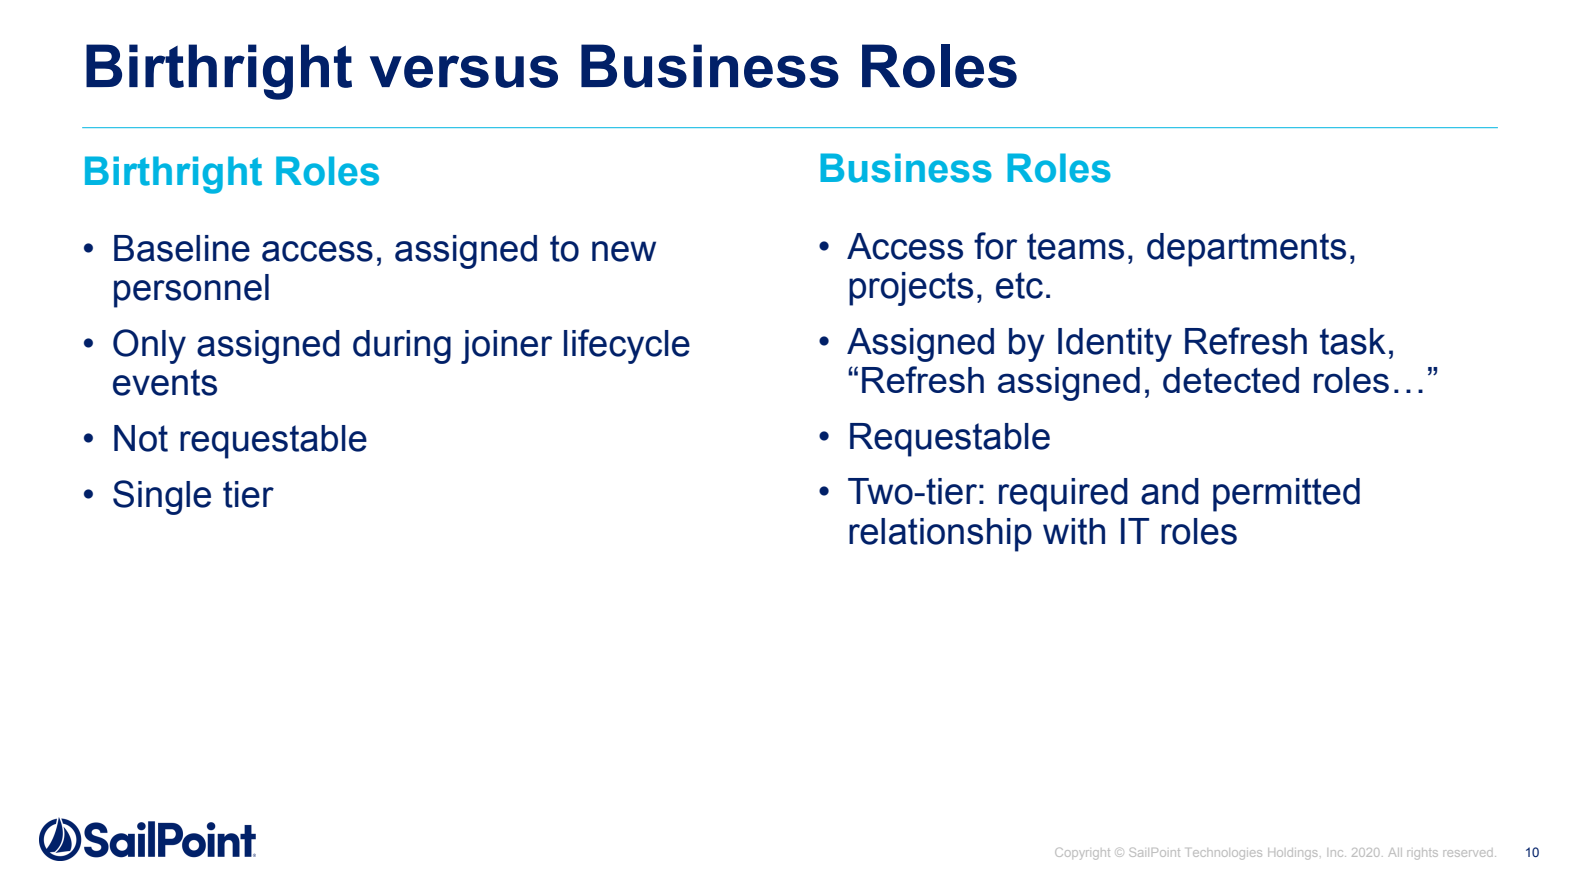 Birthright versus Business Roles
Birthright Roles
• Baseline access, assigned to new
personnel
• Only assigned during joiner lifecycle
events
• Not requestable
• Single tier
Business Roles
• Access for teams, departments,
projects, etc.
• Assigned by Identity Refresh task,
“Refresh assigned, detected roles…”
• Requestable
• Two-tier: required and permitted
relationship with IT roles
SailPoint
Copyright © SailPoint Technologies Holdings, Inc. 2020. All rights reserved.
10